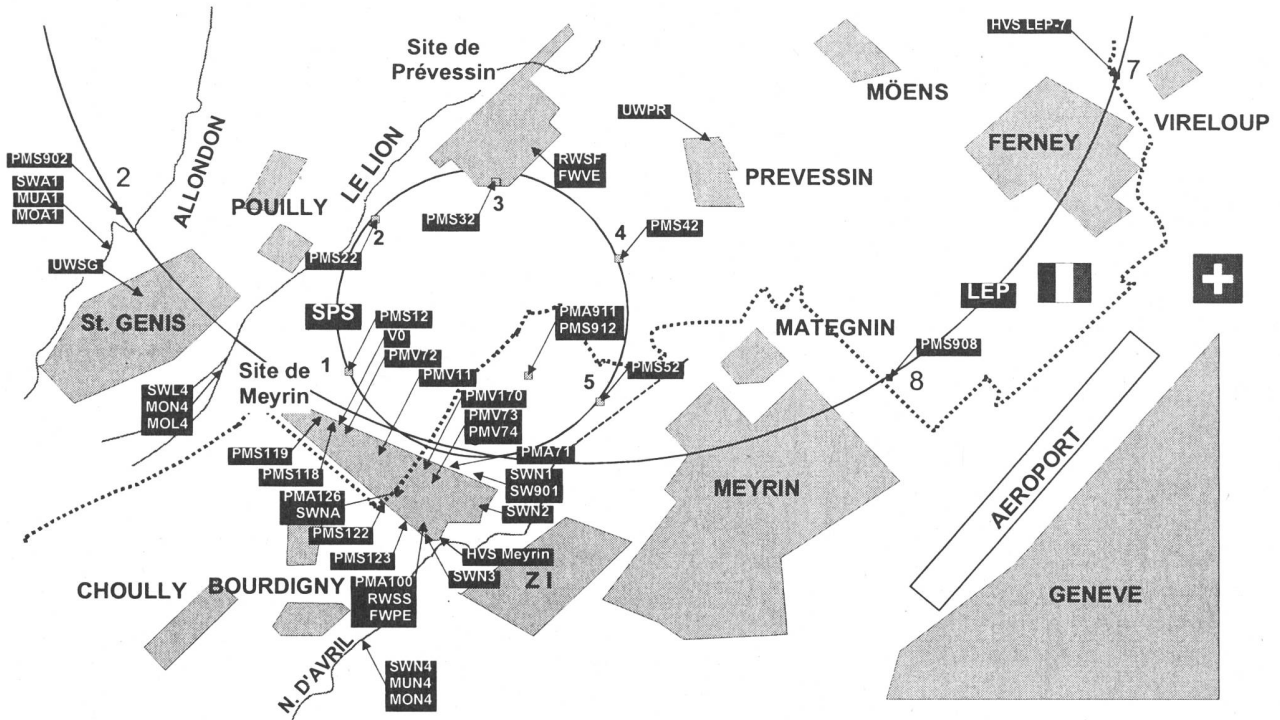 HVS LEP-7
7
Site de
Prévessin
MÖENS
VIRELOUP
FERNEY
UWPR
ALLONDON
LE LION
RWSF
FWVE
PREVESSIN
PMS902
2
SWA1
MUA1
MOA1
POUILLY
PMS32
3
2
4
PMS42
PMS22
UWSG
St. GENIS
SPS
LEP
PMS12
V0
PMV72
PMV11
PMA911
PMS912
MATEGNIN
PMS908
8
1
5
PMS52
Site de
Meyrin
SWL4
MON4
MOL4
PMV170
PMV73
PMV74
PMS119
PMS118
PMA71
SWN1
SW901
SWN2
PMA126
SWNA
PMS122
PMS123
HVS Meyrin
SWN3
Z I
MEYRIN
AEROPORT
GENEVE
CHOULLY
BOURDIGNY
PMA100
RWSS
FWPE
N. D'AVRIL
SWN4
MUN4
MON4